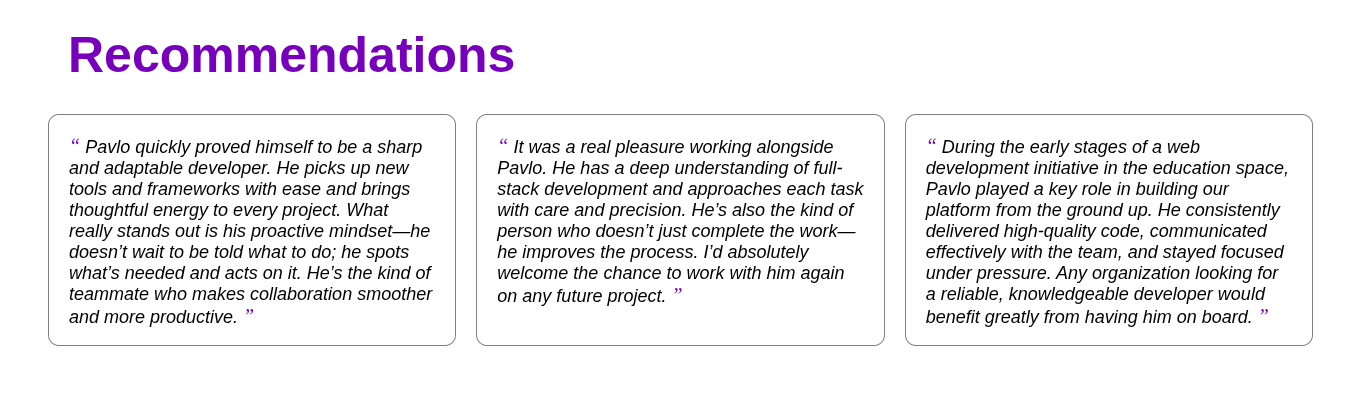 Recommendations
“ Pavlo quickly proved himself to be a sharp
and adaptable developer. He picks up new
tools and frameworks with ease and brings
thoughtful energy to every project. What
really stands out is his proactive mindset—he
doesn’t wait to be told what to do; he spots
what’s needed and acts on it. He’s the kind of
teammate who makes collaboration smoother
and more productive. ”
“ It was a real pleasure working alongside
Pavlo. He has a deep understanding of full-
stack development and approaches each task
with care and precision. He’s also the kind of
person who doesn’t just complete the work—
he improves the process. I’d absolutely
welcome the chance to work with him again
on any future project. ”
“ During the early stages of a web
development initiative in the education space,
Pavlo played a key role in building our
platform from the ground up. He consistently
delivered high-quality code, communicated
effectively with the team, and stayed focused
under pressure. Any organization looking for
a reliable, knowledgeable developer would
benefit greatly from having him on board. ”